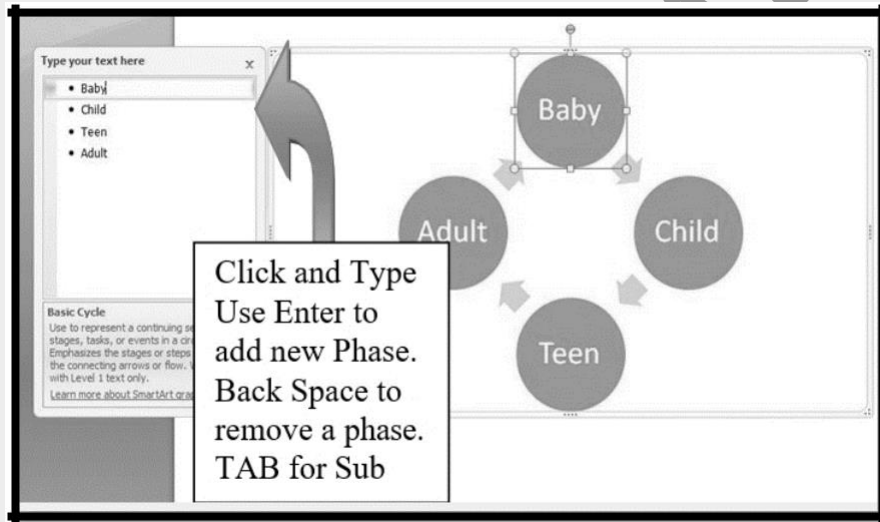 Type your text here
x
• Baby
• Child
• Teen
• Adult
Basic Cycle
Use to represent a continuing
stages, tasks, or events in a
Emphasizes the stages or steps
the connecting arrows or flow.
with Level 1 text only.
Learn more about SmartArt
Click and Type
Use Enter to
add new Phase.
Back Space to
remove a phase.
TAB for Sub
Baby
Adult
Child
Teen